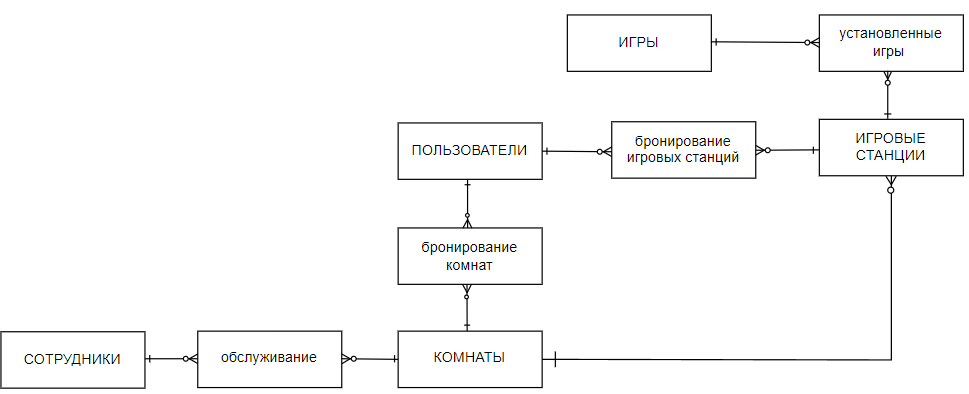 ИГРЫ
установленные
игры
ПОЛЬЗОВАТЕЛИ
бронирование
игровых станций
ИГРОВЫЕ
СТАНЦИИ
бронирование
комнат
СОТРУДНИКИ
обслуживание
КОМНАТЫ